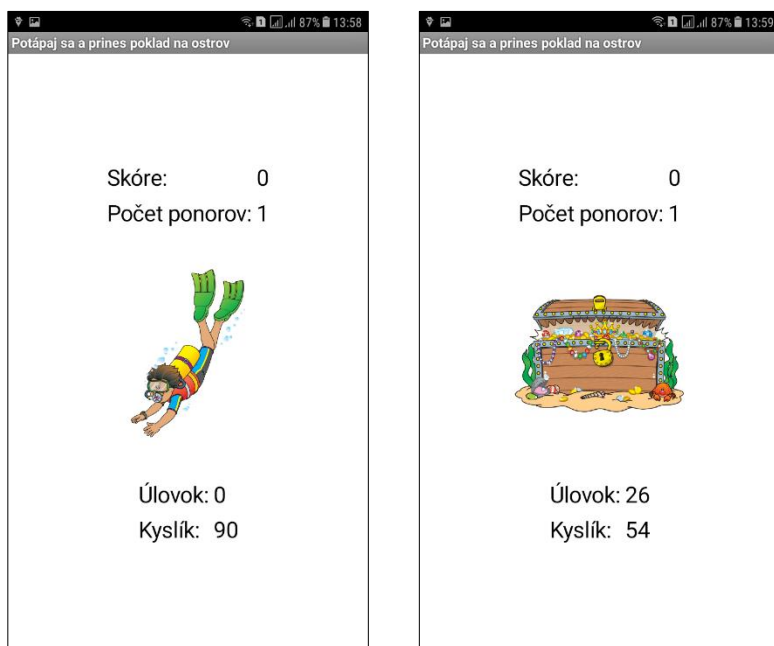 87% 13:58
Potápaj sa a prines poklad na ostrov
Skóre: 0
Počet ponorov: 1
Úlovok: 0
Kyslík: 90
87% 13:59
Potápaj sa a prines poklad na ostrov
Skóre: 0
Počet ponorov: 1
Úlovok: 26
Kyslík: 54